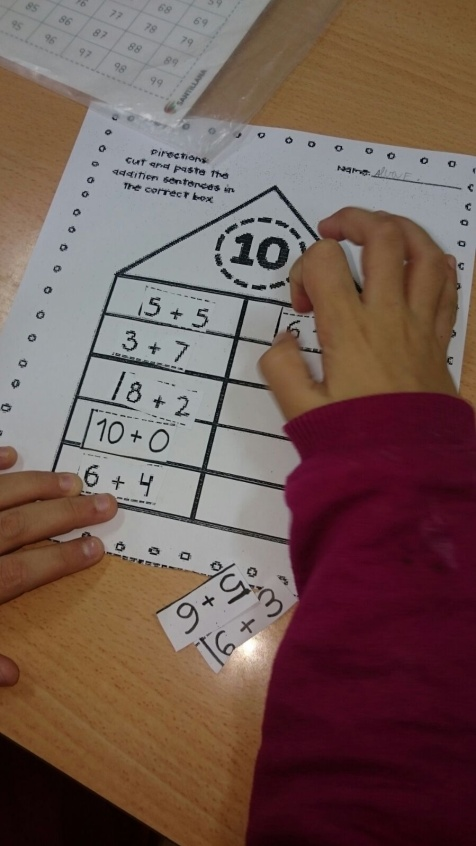 68 69
76 77 78 79
85 86 87 88 89
95 96 97 98 99
SANTILLANA
Directions:
cut and paste the
addition sentences in
the correct box
Name:
10
5 + 5
6
3 + 7
8 + 2
10 + 0
6 + 4
9 + 5
6 + 3